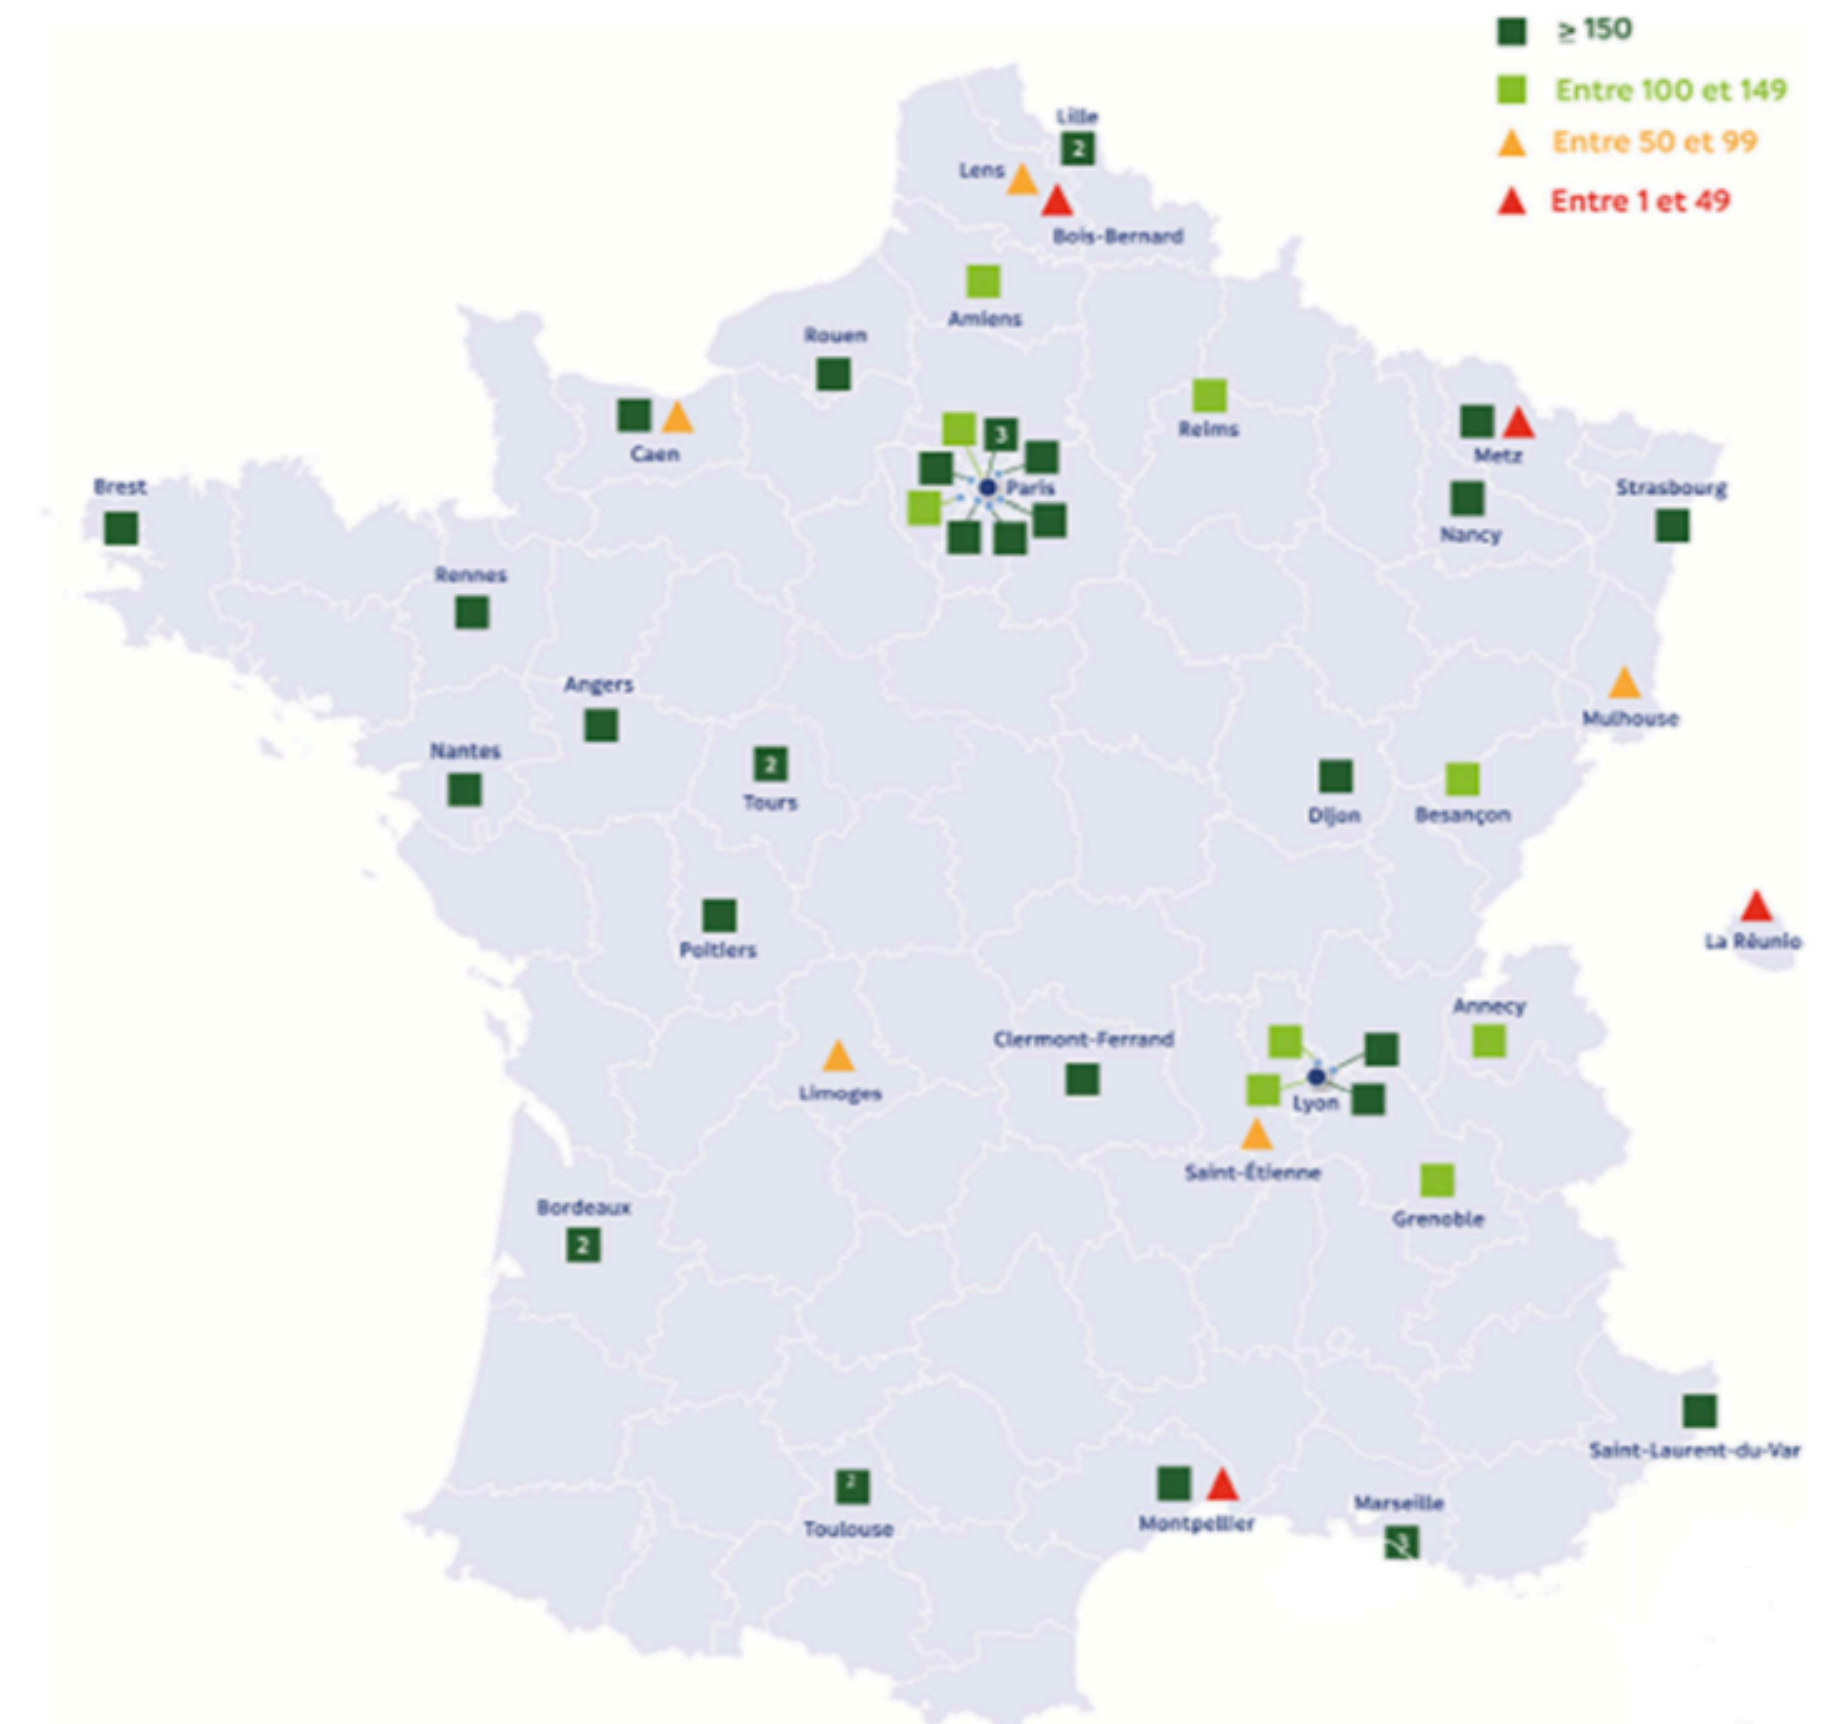 ≥ 150
Entre 100 et 149
Entre 50 et 99
Entre 1 et 49
Lille
2
Lens
Bois-Bernard
Amiens
Rouen
Caen
3
Paris
Reims
Metz
Nancy
Strasbourg
Brest
Rennes
Angers
Nantes
2
Tours
Mulhouse
Dijon
Besançon
Poitiers
La Réunio
Annecy
Clermont-Ferrand
Limoges
Lyon
Saint-Étienne
Grenoble
Bordeaux
2
Saint-Laurent-du-Var
2
Toulouse
Montpellier
Marseille
3